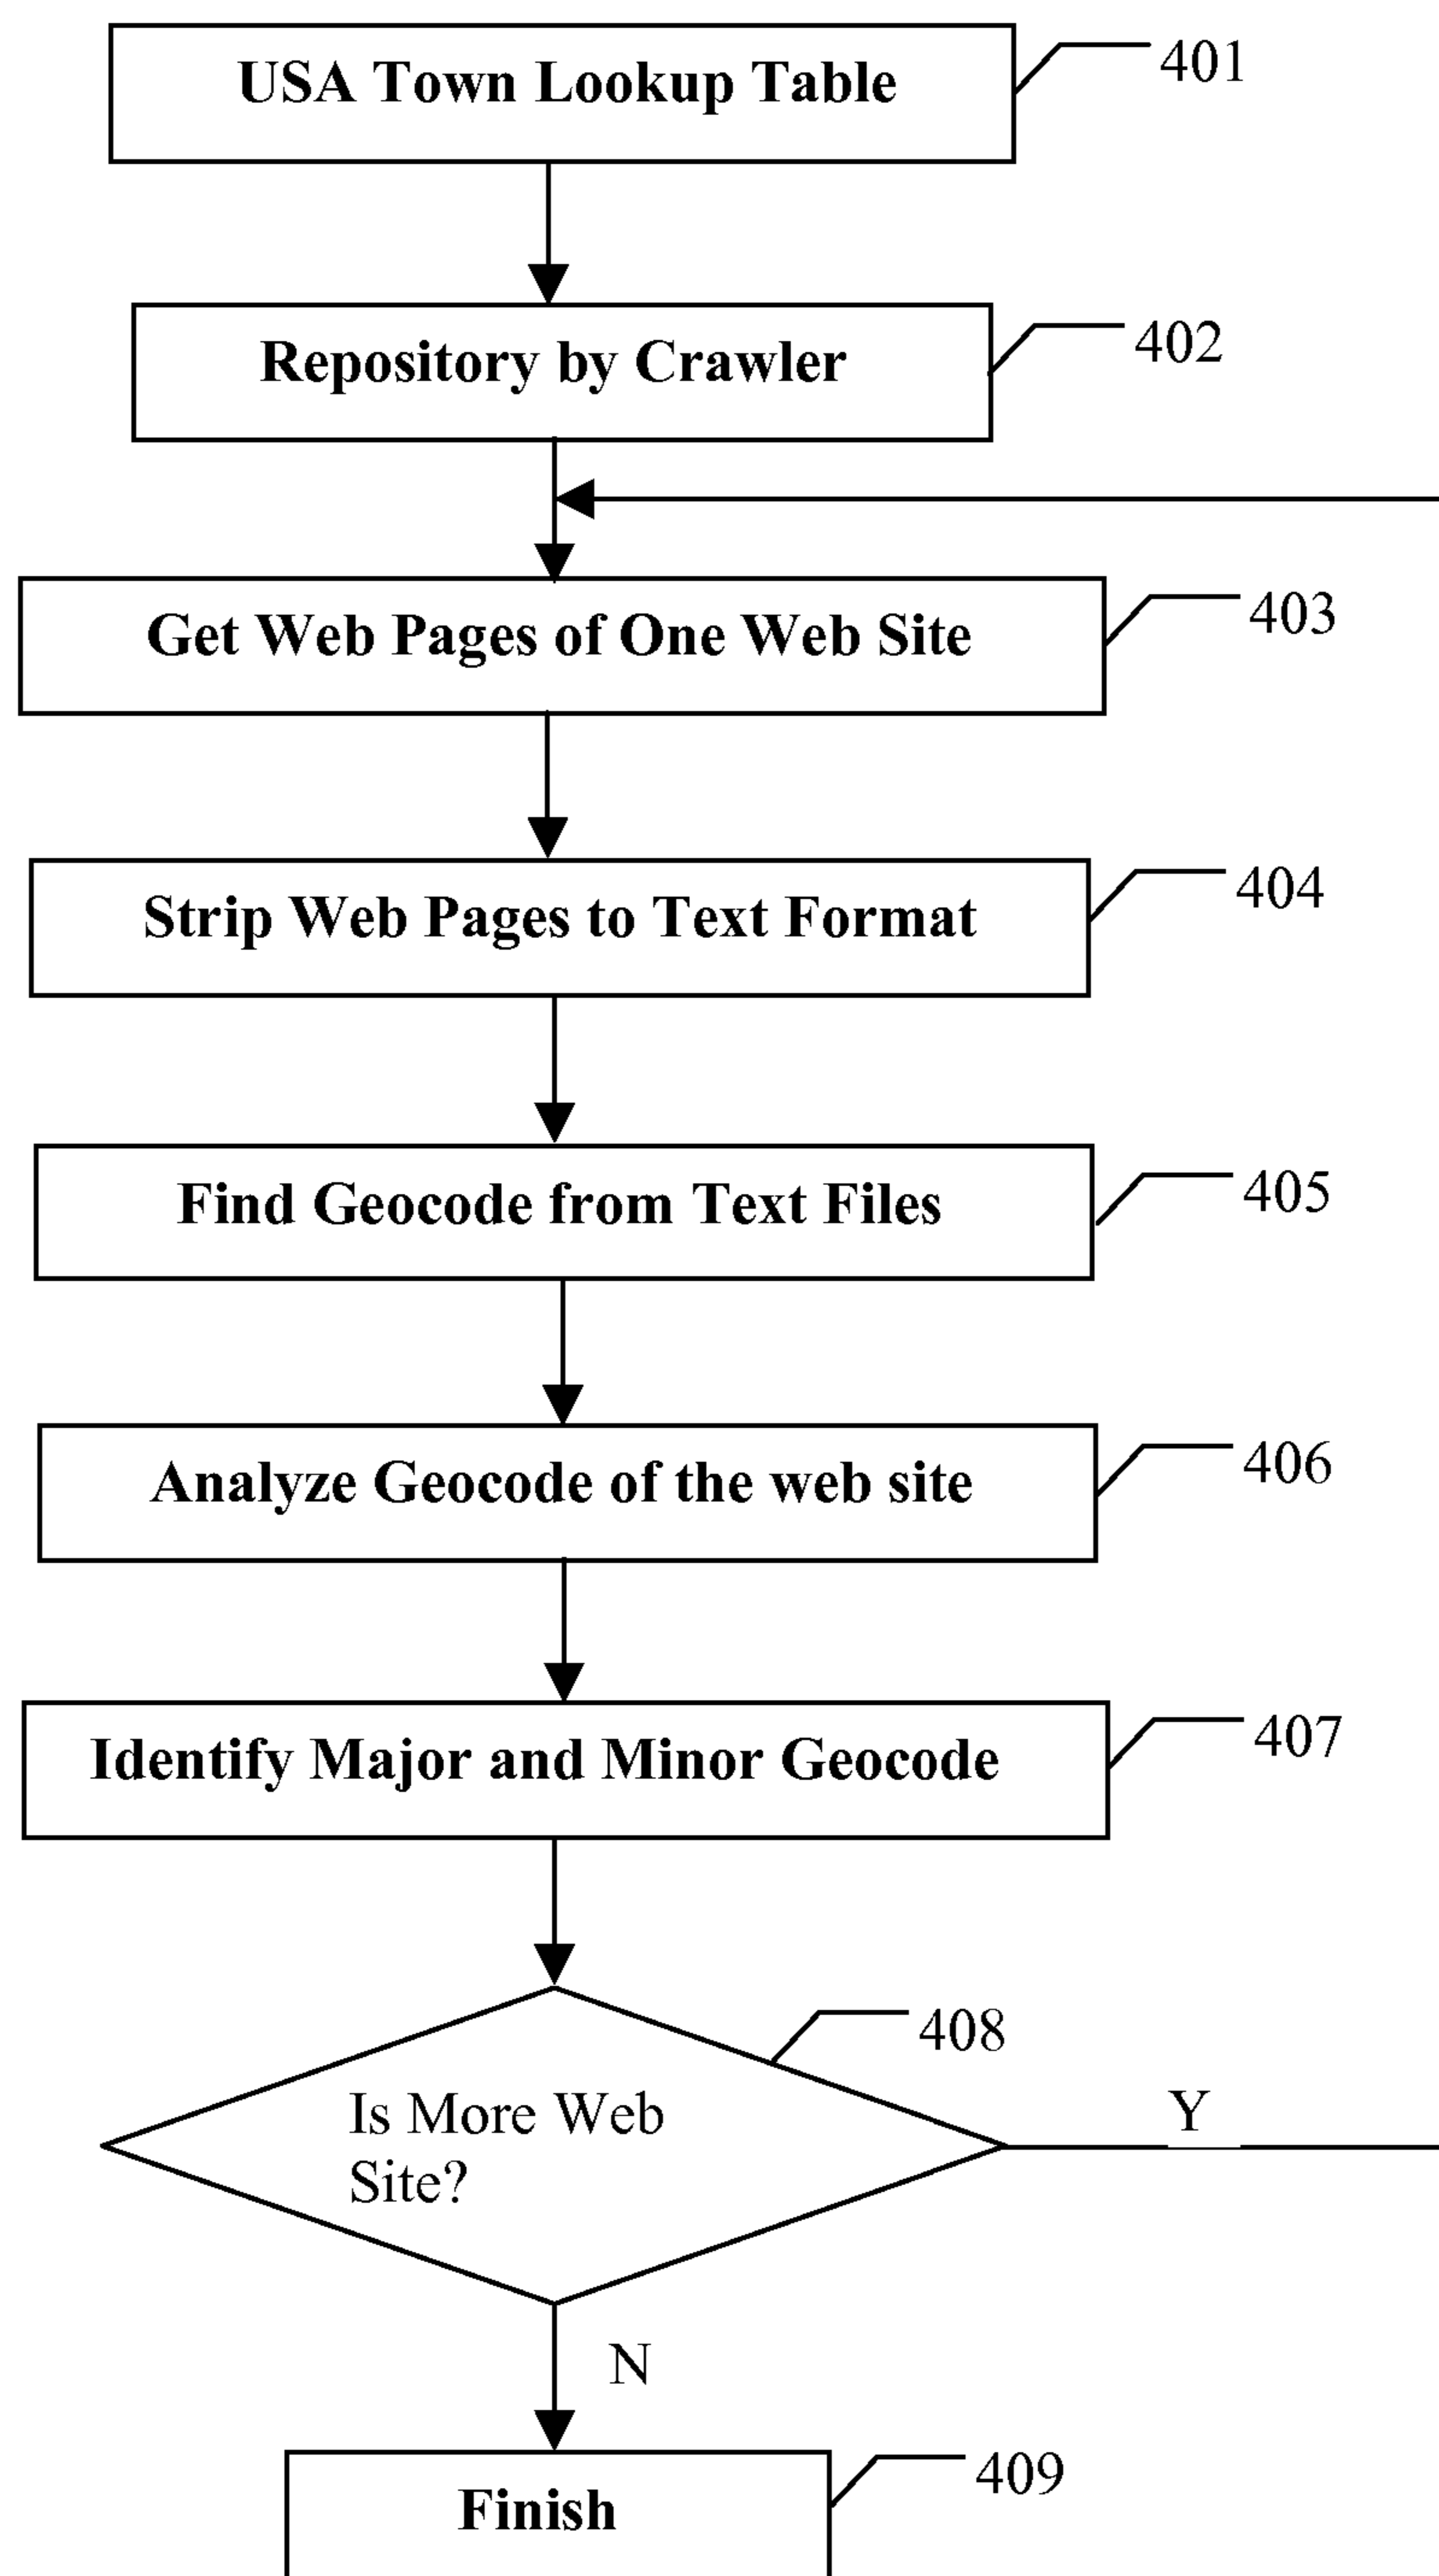 USA Town Lookup Table
401
Repository by Crawler
402
Get Web Pages of One Web Site
403
Strip Web Pages to Text Format
404
Find Geocode from Text Files
405
Analyze Geocode of the web site
406
Identify Major and Minor Geocode
407
408
Is More Web
Site?
Y
N
409
Finish